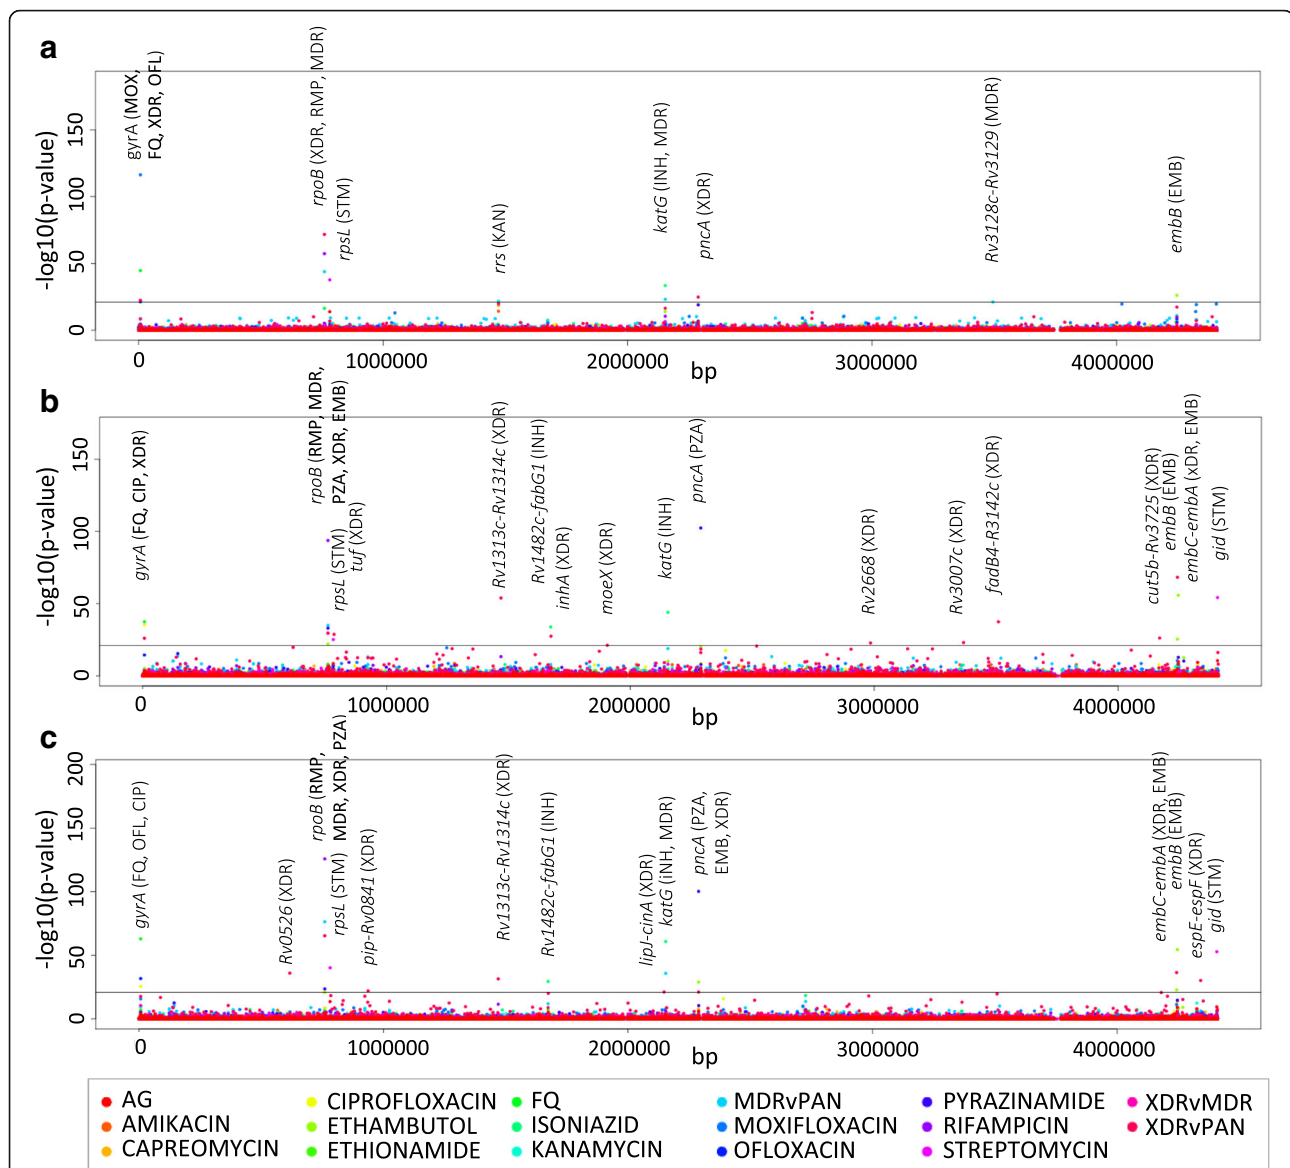 a
gyrA (MOX,
FQ, XDR, OFL)
rpoB (XDR, RMP, MDR)
rpsL (STM)
rrs (KAN)
katG (INH, MDR)
pncA (XDR)
Rv3128c-Rv3129 (MDR)
embB (EMB)
-log10(p-value)
150
100
50
0
0 1000000 2000000 3000000 4000000
bp
b
gyrA (FQ, CIP, XDR)
rpoB (RMP, MDR,
PZA, XDR, EMB)
rpsL (STM)
tuf (XDR)
Rv1313c-Rv1314c (XDR)
Rv1482c-fabG1 (INH)
inhA (XDR)
moeX (XDR)
katG (INH)
pncA (PZA)
Rv2668 (XDR)
Rv3007c (XDR)
fadB4-R3142c (XDR)
cut5b-Rv3725 (XDR)
embB (EMB)
embC-embA (xDR, EMB)
gid (STM)
-log10(p-value)
150
100
50
0
0 1000000 2000000 3000000 4000000
bp
c
gyrA (FQ, OFL, CIP)
Rv0526 (XDR)
rpoB (RMP,
MDR, XDR, PZA)
rpsL (STM)
pip-Rv0841 (XDR)
Rv1313c-Rv1314c (XDR)
Rv1482c-fabG1 (INH)
lipJ-cinA (XDR)
katG (iNH, MDR)
pncA (PZA,
EMB, XDR)
embC-embA (XDR, EMB)
embB (EMB)
espE-espF (XDR)
gid (STM)
-log10(p-value)
200
150
100
50
0
0 1000000 2000000 3000000 4000000
bp
AG
AMIKACIN
CAPREOMYCIN
CIPROFLOXACIN
ETHAMBUTOL
ETHIONAMIDE
FQ
ISONIAZID
KANAMYCIN
MDRvPAN
MOXIFLOXACIN
OFLOXACIN
PYRAZINAMIDE
RIFAMPICIN
STREPTOMYCIN
XDRvMDR
XDRvPAN